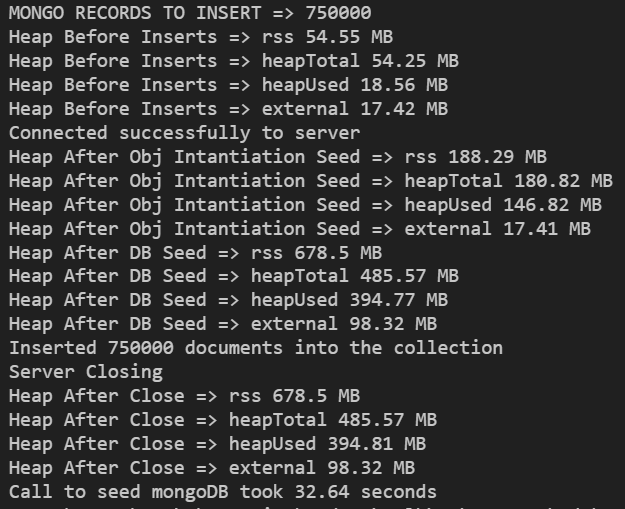 MONGO RECORDS TO INSERT => 750000
Heap Before Inserts => rss 54.55 MB
Heap Before Inserts => heapTotal 54.25 MB
Heap Before Inserts => heapUsed 18.56 MB
Heap Before Inserts => external 17.42 MB
Connected successfully to server
Heap After Obj Intantiation Seed => rss 188.29 MB
Heap After Obj Intantiation Seed => heapTotal 180.82 MB
Heap After Obj Intantiation Seed => heapUsed 146.82 MB
Heap After Obj Intantiation Seed => external 17.41 MB
Heap After DB Seed => rss 678.5 MB
Heap After DB Seed => heapTotal 485.57 MB
Heap After DB Seed => heapUsed 394.77 MB
Heap After DB Seed => external 98.32 MB
Inserted 750000 documents into the collection
Server Closing
Heap After Close => rss 678.5 MB
Heap After Close => heapTotal 485.57 MB
Heap After Close => heapUsed 394.81 MB
Heap After Close => external 98.32 MB
Call to seed mongoDB took 32.64 seconds